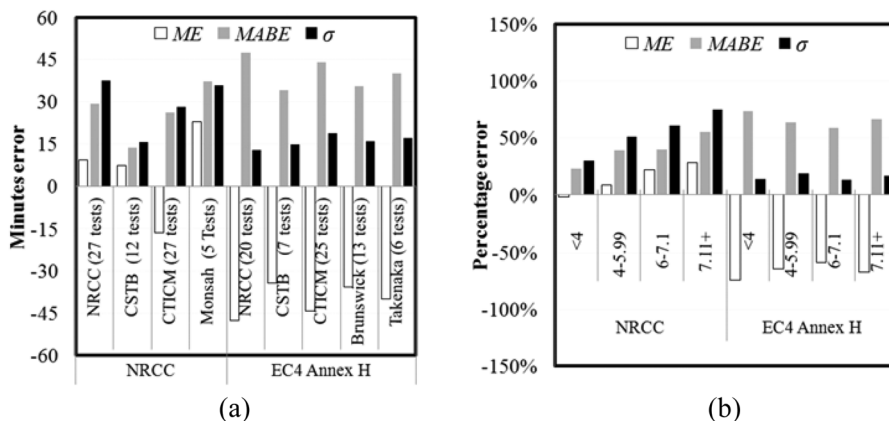 60
45
30
15
0
-15
-30
-45
-60
Minutes error
ME MABE σ
NRCC (27 tests)
CSTB (12 tests)
CTICM (27 tests)
Monsah (5 Tests)
NRCC (20 tests)
CSTB (7 tests)
CTICM (25 tests)
Brunswick (13 tests)
Takenaka (6 tests)
NRCC EC4 Annex H
(a)
150%
100%
50%
0%
-50%
-100%
-150%
Percentage error
ME MABE σ
<4
4-5.99
6-7.1
7.11+
<4
4-5.99
6-7.1
7.11+
NRCC EC4 Annex H
(b)